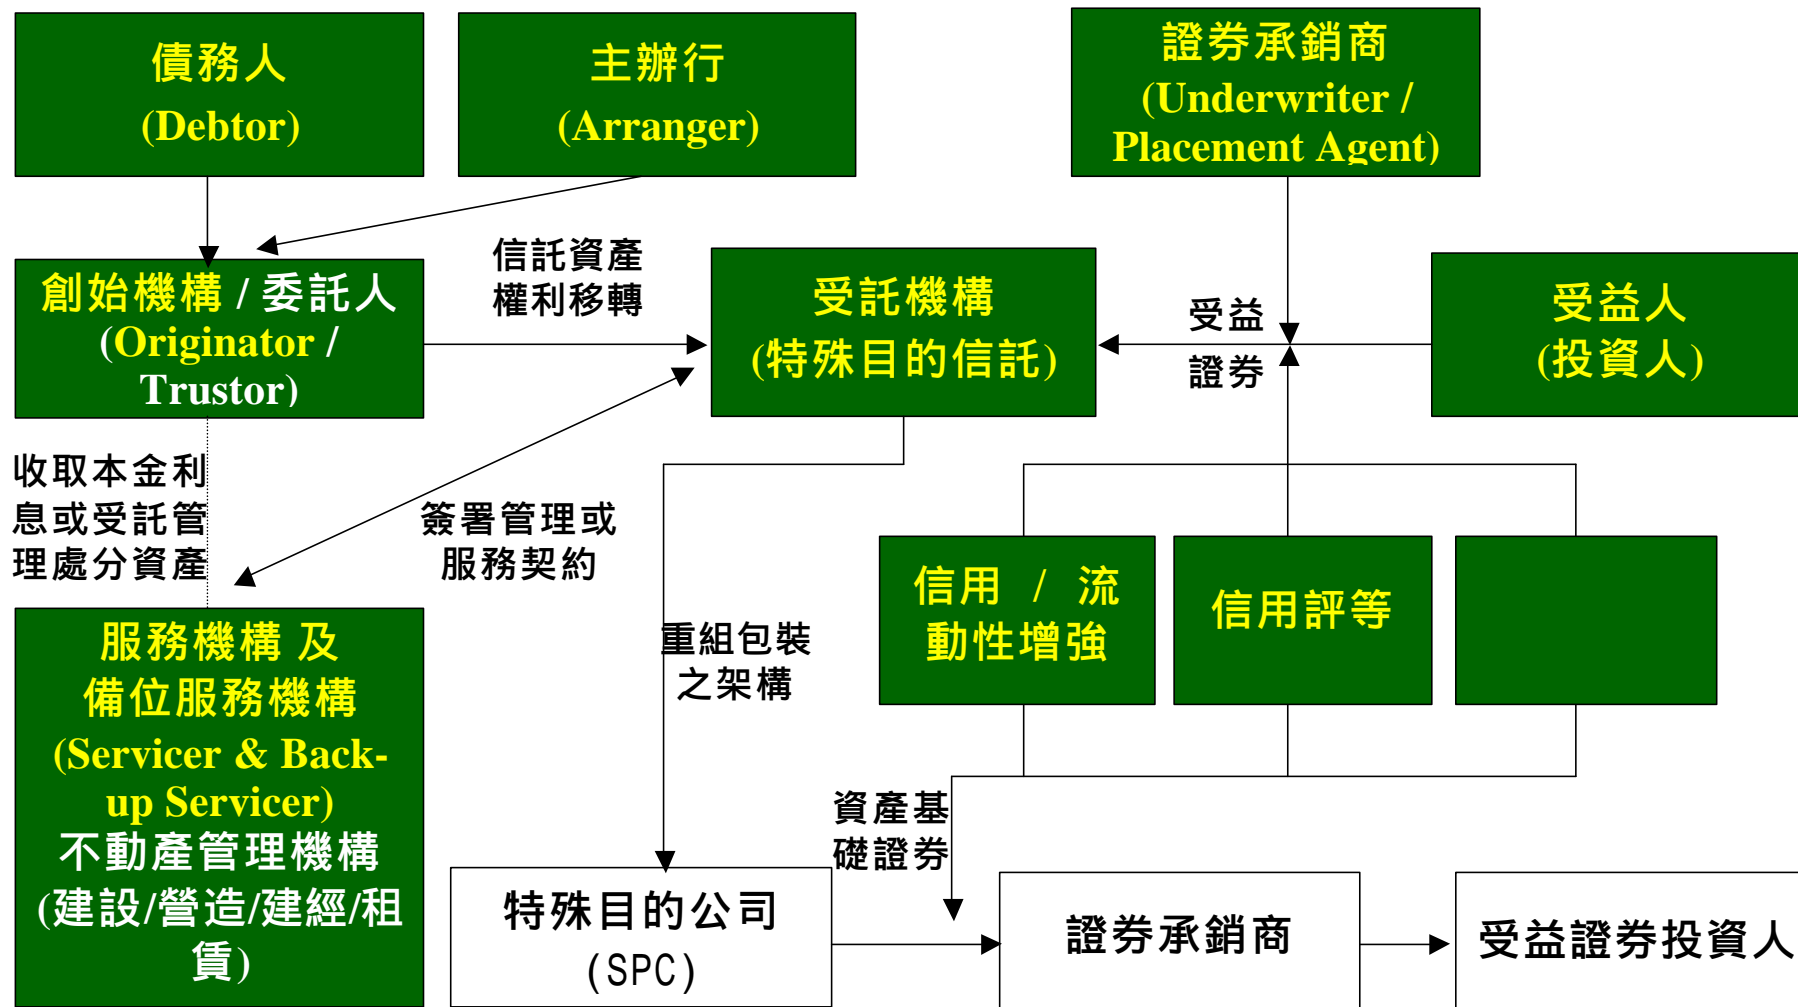 債務人
(Debtor)
主辦行
(Arranger)
證券承銷商
(Underwriter /
Placement Agent)
創始機構 / 委託人
(Originator /
Trustor)
信託資產
權利移轉
受託機構
(特殊目的信託)
受益
證券
受益人
(投資人)
收取本金利
息或受託管
理處分資產
簽署管理或
服務契約
信用 / 流
動性增強
信用評等
服務機構 及
備位服務機構
(Servicer & Back-
up Servicer)
不動產管理機構
(建設/營造/建經/租
賃)
重組包裝
之架構
資產基
礎證券
特殊目的公司
(SPC)
證券承銷商
受益證券投資人